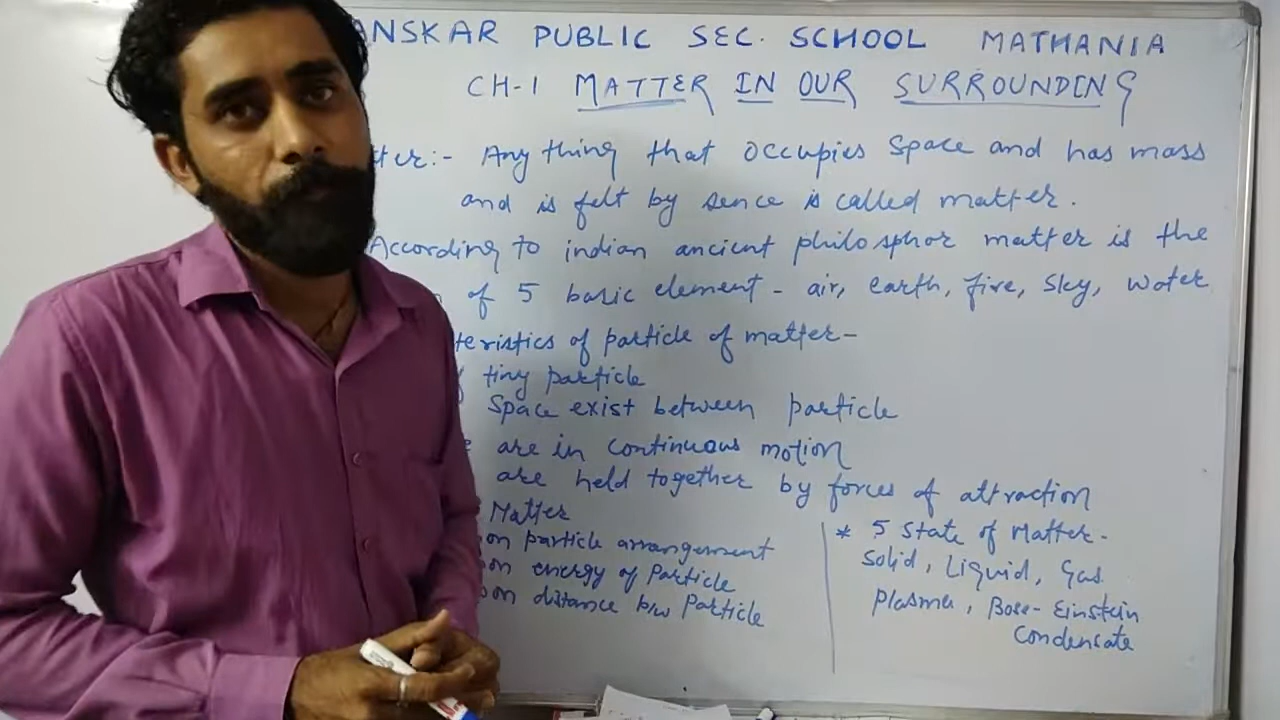 ANSKAR PUBLIC SEC. SCHOOL MATHANIA
CH-1 MATTER IN OUR SURROUNDING
tter:- Any thing that occupies Space and has mass
and is felt by sence is called matter.
According to indian ancient philosphor matter is the
of 5 basic element - air, earth, fire, sky, water
teristics of particle of matter-
tiny particle
Space exist between particle
are in continuous motion
are held together by forces of attraction
Matter
on particle arrangement
on energy of Particle
on distance b/w Particle
* 5 State of Matter-
Solid, Liquid, Gas
Plasma, Bose-Einstein
Condensate